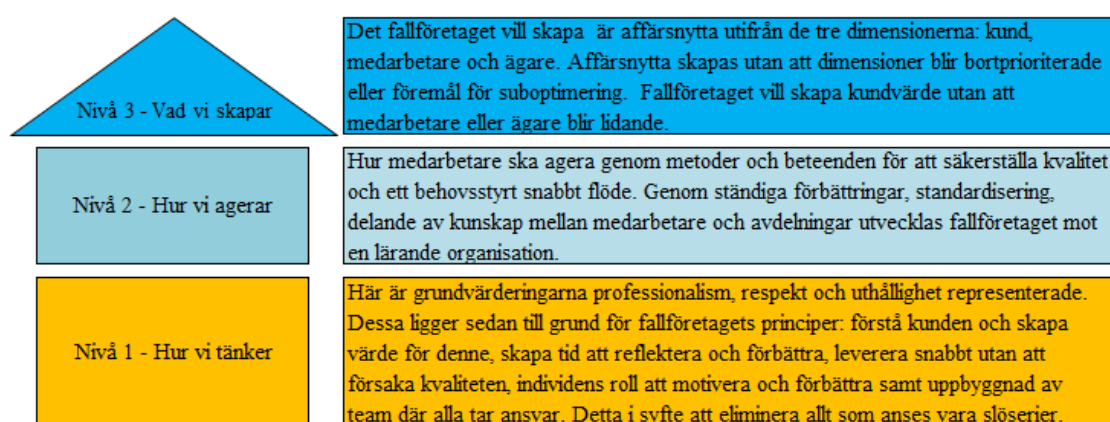 Nivå 3 - Vad vi skapar
Det fallföretaget vill skapa  är affärsnytta utifrån de tre dimensionerna: kund,
medarbetare och ägare. Affärsnytta skapas utan att dimensioner blir bortprioriterade
eller föremål för suboptimering.  Fallföretaget vill skapa kundvärde utan att
medarbetare eller ägare blir lidande.
Nivå 2 - Hur vi agerar
Hur medarbetare ska agera genom metoder och beteenden för att säkerställa kvalitet
och ett behovsstyrt snabbt flöde. Genom ständiga förbättringar, standardisering,
delande av kunskap mellan medarbetare och avdelningar utvecklas fallföretaget mot
en lärande organisation.
Nivå 1 - Hur vi tänker
Här är grundvärderingarna professionalism, respekt och uthållighet representerade.
Dessa ligger sedan till grund för fallföretagets principer: förstå kunden och skapa
värde för denne, skapa tid att reflektera och förbättra, leverera snabbt utan att
försaka kvaliteten, individens roll att motivera och förbättra samt uppbyggnad av
team där alla tar ansvar. Detta i syfte att eliminera allt som anses vara slöserier.